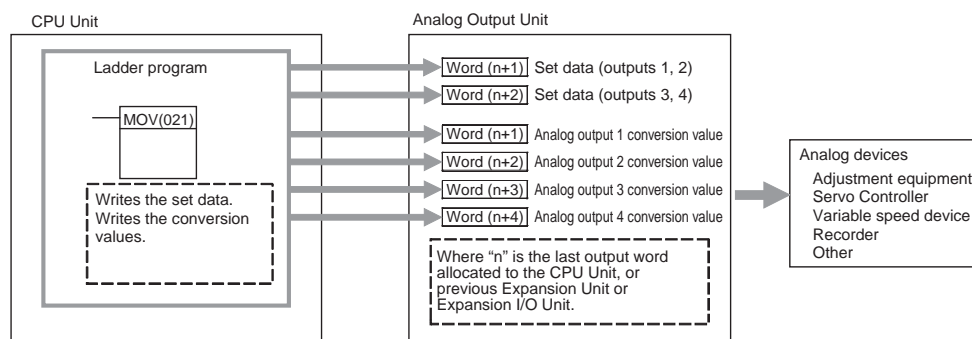 CPU Unit
Ladder program
MOV(021)
Writes the set data.
Writes the conversion
values.
Analog Output Unit
Word (n+1) Set data (outputs 1, 2)
Word (n+2) Set data (outputs 3, 4)
Word (n+1) Analog output 1 conversion value
Word (n+2) Analog output 2 conversion value
Word (n+3) Analog output 3 conversion value
Word (n+4) Analog output 4 conversion value
Where “n” is the last output word
allocated to the CPU Unit, or
previous Expansion Unit or
Expansion I/O Unit.
Analog devices
Adjustment equipment
Servo Controller
Variable speed device
Recorder
Other